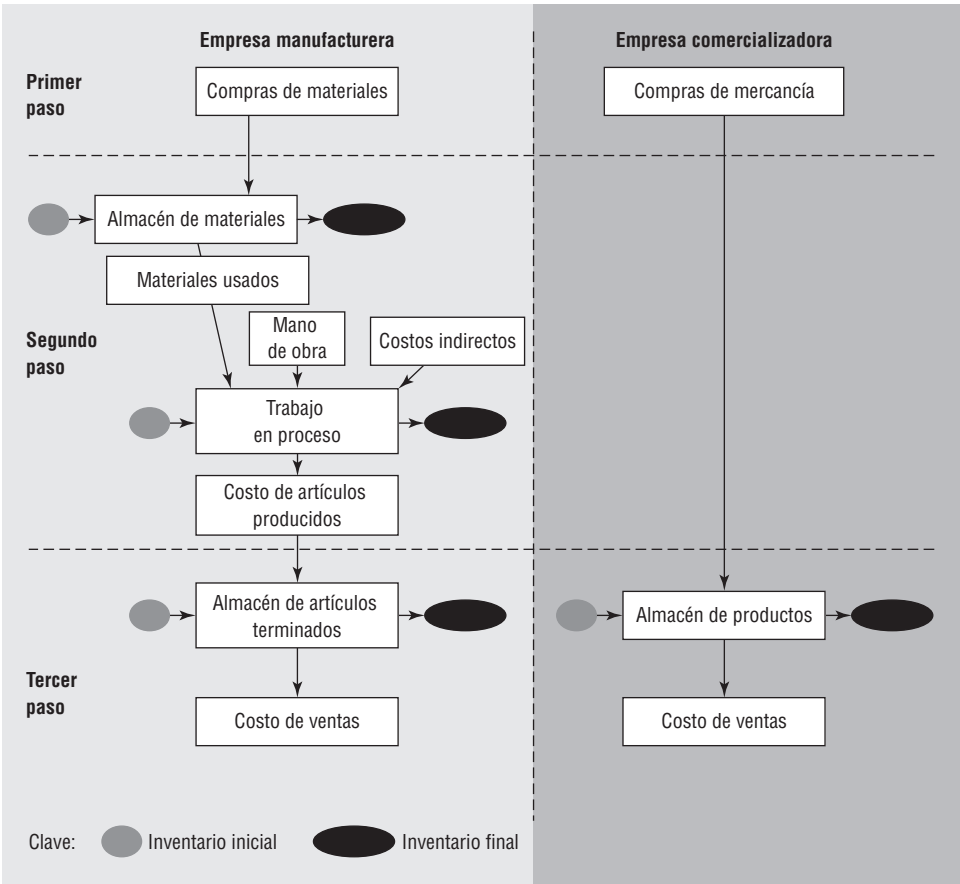 Empresa manufacturera
Empresa comercializadora
Primer
paso
Compras de materiales
Compras de mercancía
Almacén de materiales
Materiales usados
Segundo
paso
Mano
de obra
Costos indirectos
Trabajo
en proceso
Costo de artículos
producidos
Almacén de artículos
terminados
Almacén de productos
Tercer
paso
Costo de ventas
Costo de ventas
Clave:
Inventario inicial
Inventario final